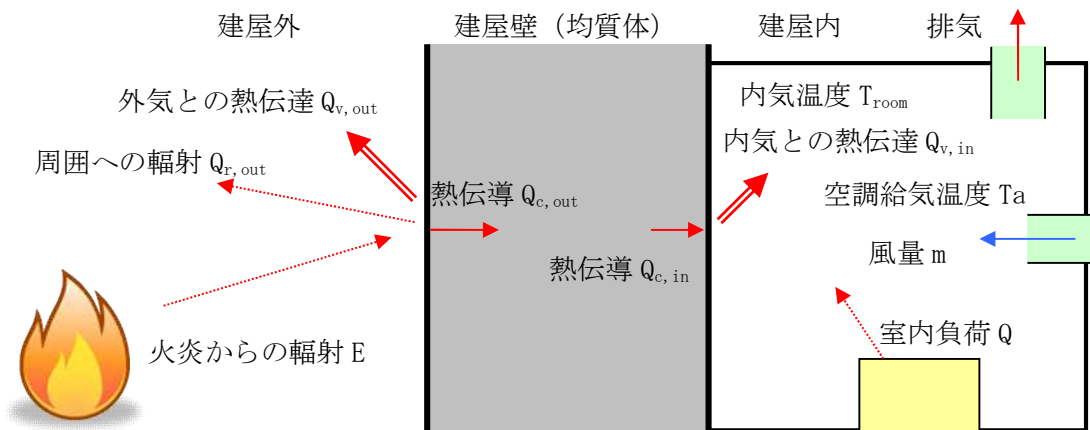 建屋外
建屋壁（均質体）
建屋内
排気
外気との熱伝達 Qv,out
内気温度 Troom
周囲への輻射 Qr,out
内気との熱伝達 Qv,in
熱伝導 Qc,out
空調給気温度 Ta
風量 m
熱伝導 Qc,in
火炎からの輻射 E
室内負荷 Q